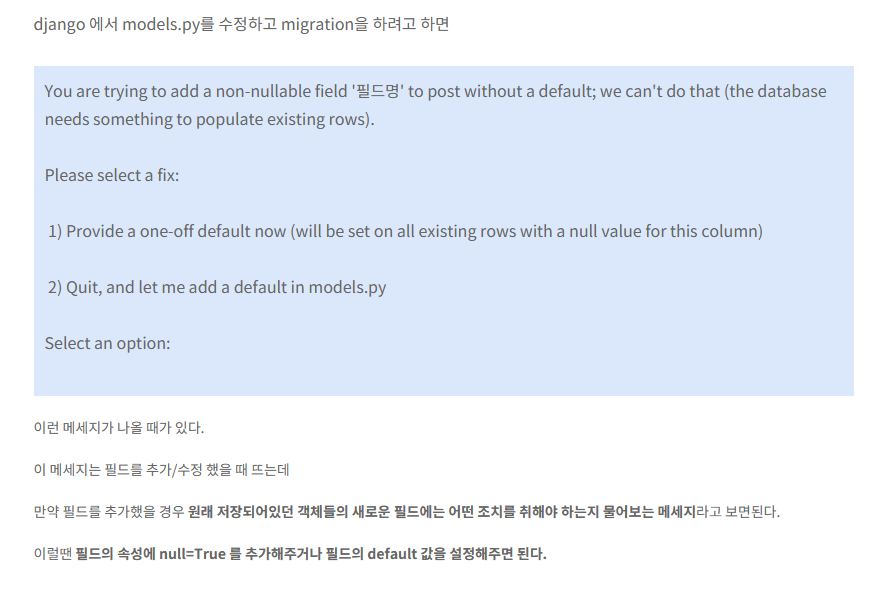 django 에서 models.py를 수정하고 migration을 하려고 하면
You are trying to add a non-nullable field '필드명' to post without a default; we can't do that (the database
needs something to populate existing rows).
Please select a fix:
1) Provide a one-off default now (will be set on all existing rows with a null value for this column)
2) Quit, and let me add a default in models.py
Select an option:
이런 메세지가 나올 때가 있다.
이 메세지는 필드를 추가/수정 했을 때 뜨는데
만약 필드를 추가했을 경우 원래 저장되어있던 객체들의 새로운 필드에는 어떤 조치를 취해야 하는지 물어보는 메세지라고 보면된다.
이럴땐 필드의 속성에 null=True 를 추가해주거나 필드의 default 값을 설정해주면 된다.